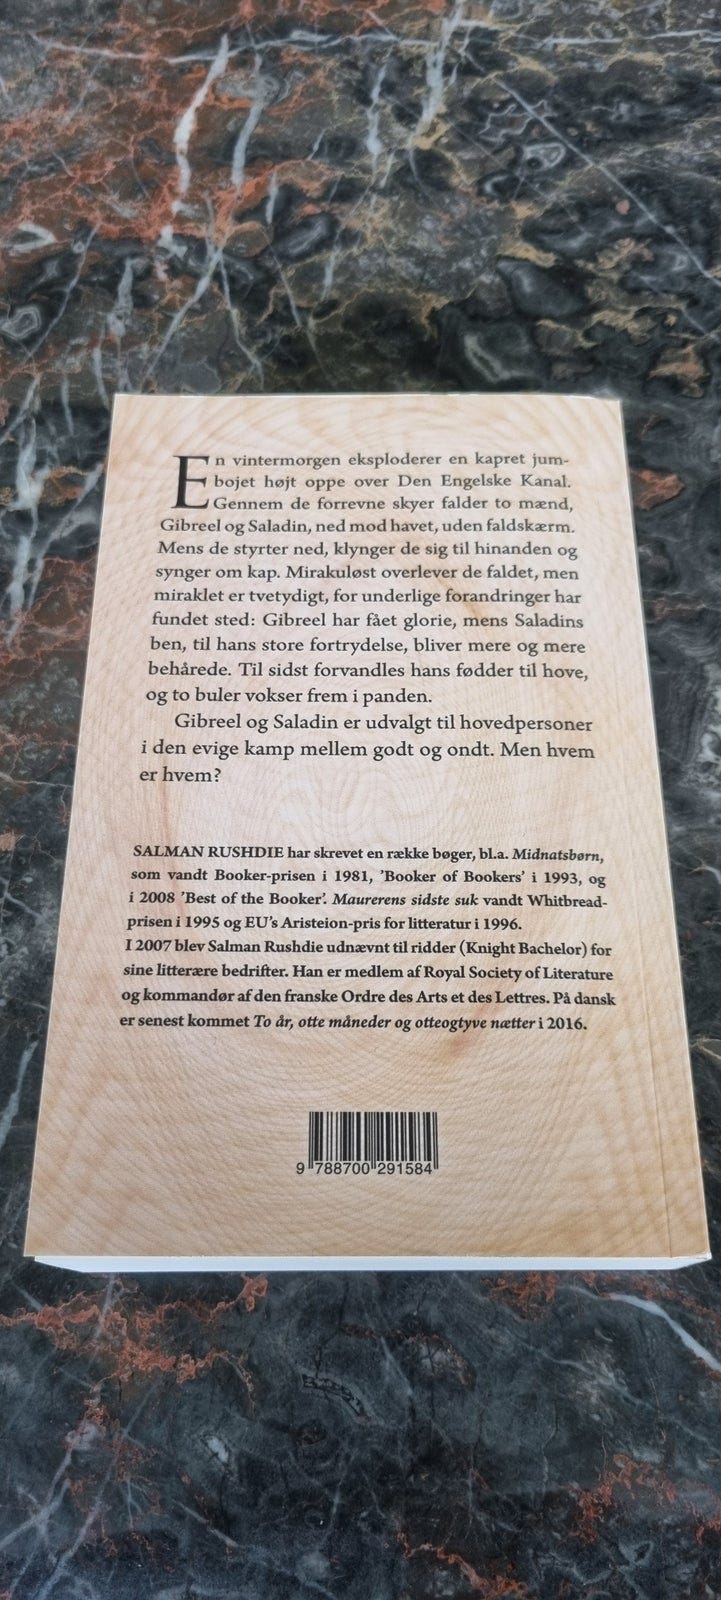 En vintermorgen eksploderer en kapret jum-
bojet højt oppe over Den Engelske Kanal.
Gennem de forrevne skyer falder to mænd,
Gibreel og Saladin, ned mod havet, uden faldskærm.
Mens de styrter ned, klynger de sig til hinanden og
synger om kap. Mirakuløst overlever de faldet, men
miraklet er tvetydigt, for underlige forandringer har
fundet sted: Gibreel har fået glorie, mens Saladins
ben, til hans store fortrydelse, bliver mere og mere
behårede. Til sidst forvandles hans fødder til hove,
og to buler vokser frem i panden.
Gibreel og Saladin er udvalgt til hovedpersoner
i den evige kamp mellem godt og ondt. Men hvem
er hvem?
SALMAN RUSHDIE har skrevet en række bøger, bl.a. Midnatsbørn,
som vandt Booker-prisen i 1981, 'Booker of Bookers' i 1993, og
i 2008 'Best of the Booker'. Maurerens sidste suk vandt Whitbread-
prisen i 1995 og EU's Aristeion-pris for litteratur i 1996.
I 2007 blev Salman Rushdie udnævnt til ridder (Knight Bachelor) for
sine litterære bedrifter. Han er medlem af Royal Society of Literature
og kommandør af den franske Ordre des Arts et des Lettres. På dansk
er senest kommet To år, otte måneder og otteogtyve nætter i 2016.
9 788700 291584